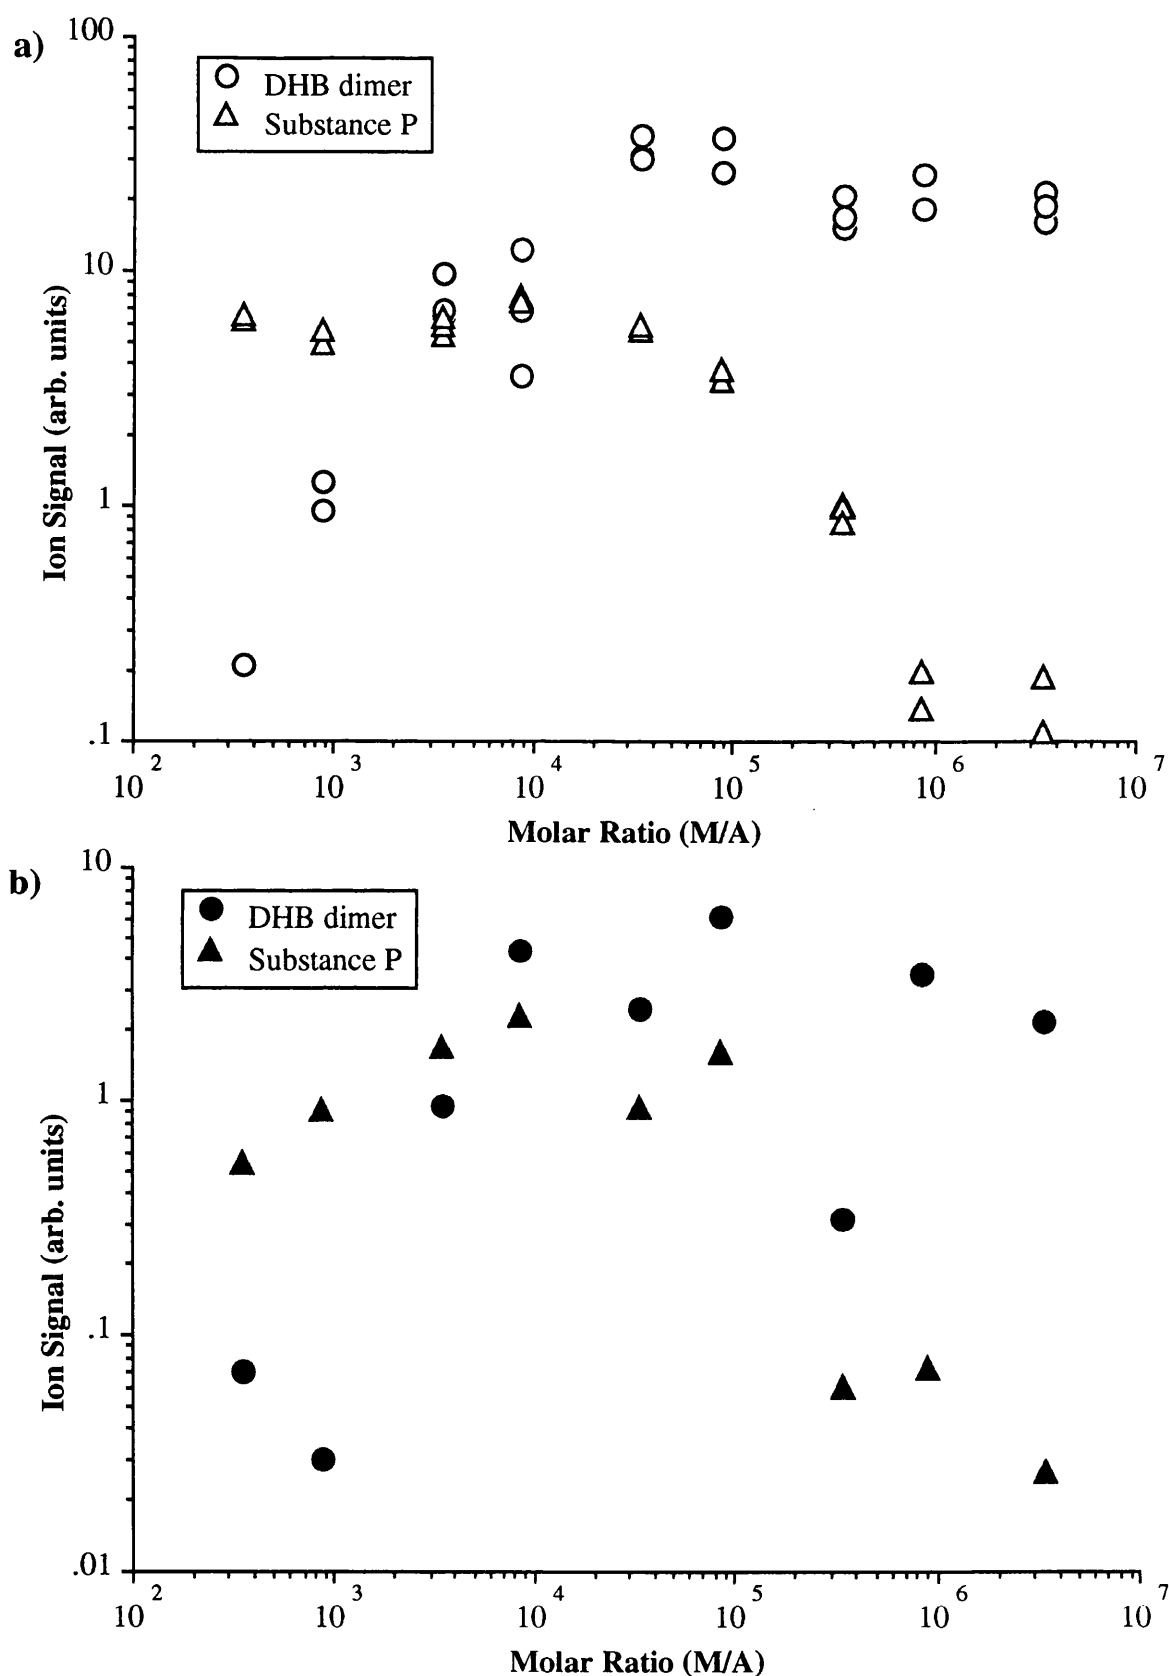 a)
100
10
1
.1
Ion Signal (arb. units)
DHB dimer
Substance P
10 2 10 3 10 4 10 5 10 6 10 7
Molar Ratio (M/A)
b)
10
1
.1
.01
Ion Signal (arb. units)
DHB dimer
Substance P
10 2 10 3 10 4 10 5 10 6 10 7
Molar Ratio (M/A)